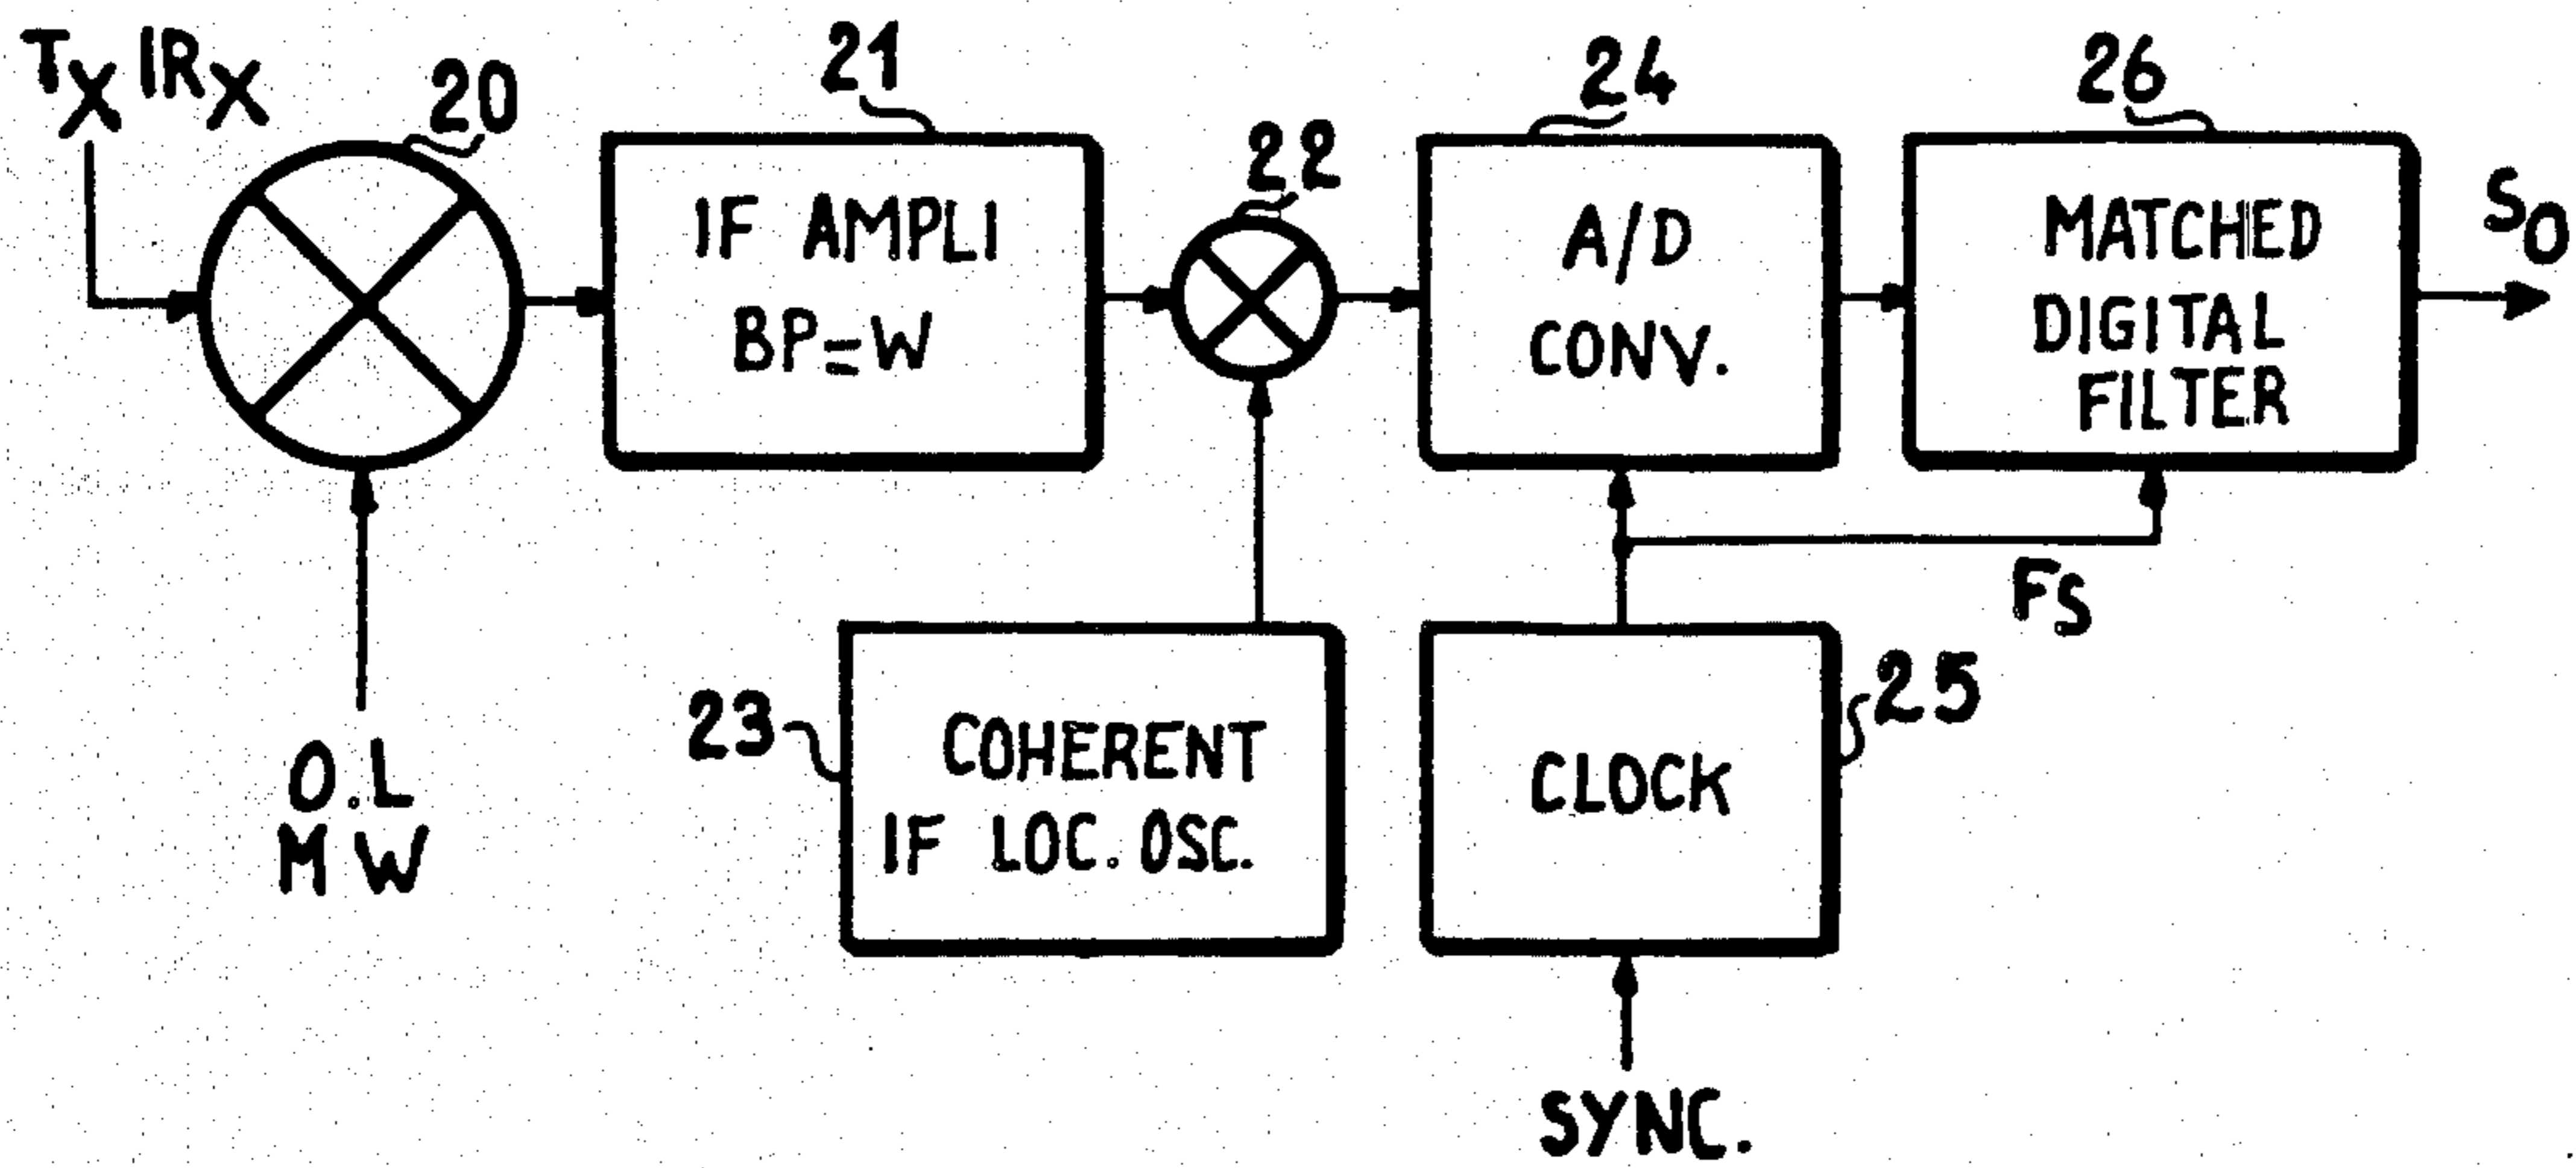 Tx IRx
20
21
22
24
26
IF AMPLI
BP=W
A/D
CONV.
MATCHED
DIGITAL
FILTER
So
Fs
O.L
MW
23
COHERENT
IF LOC. OSC.
CLOCK
25
SYNC.